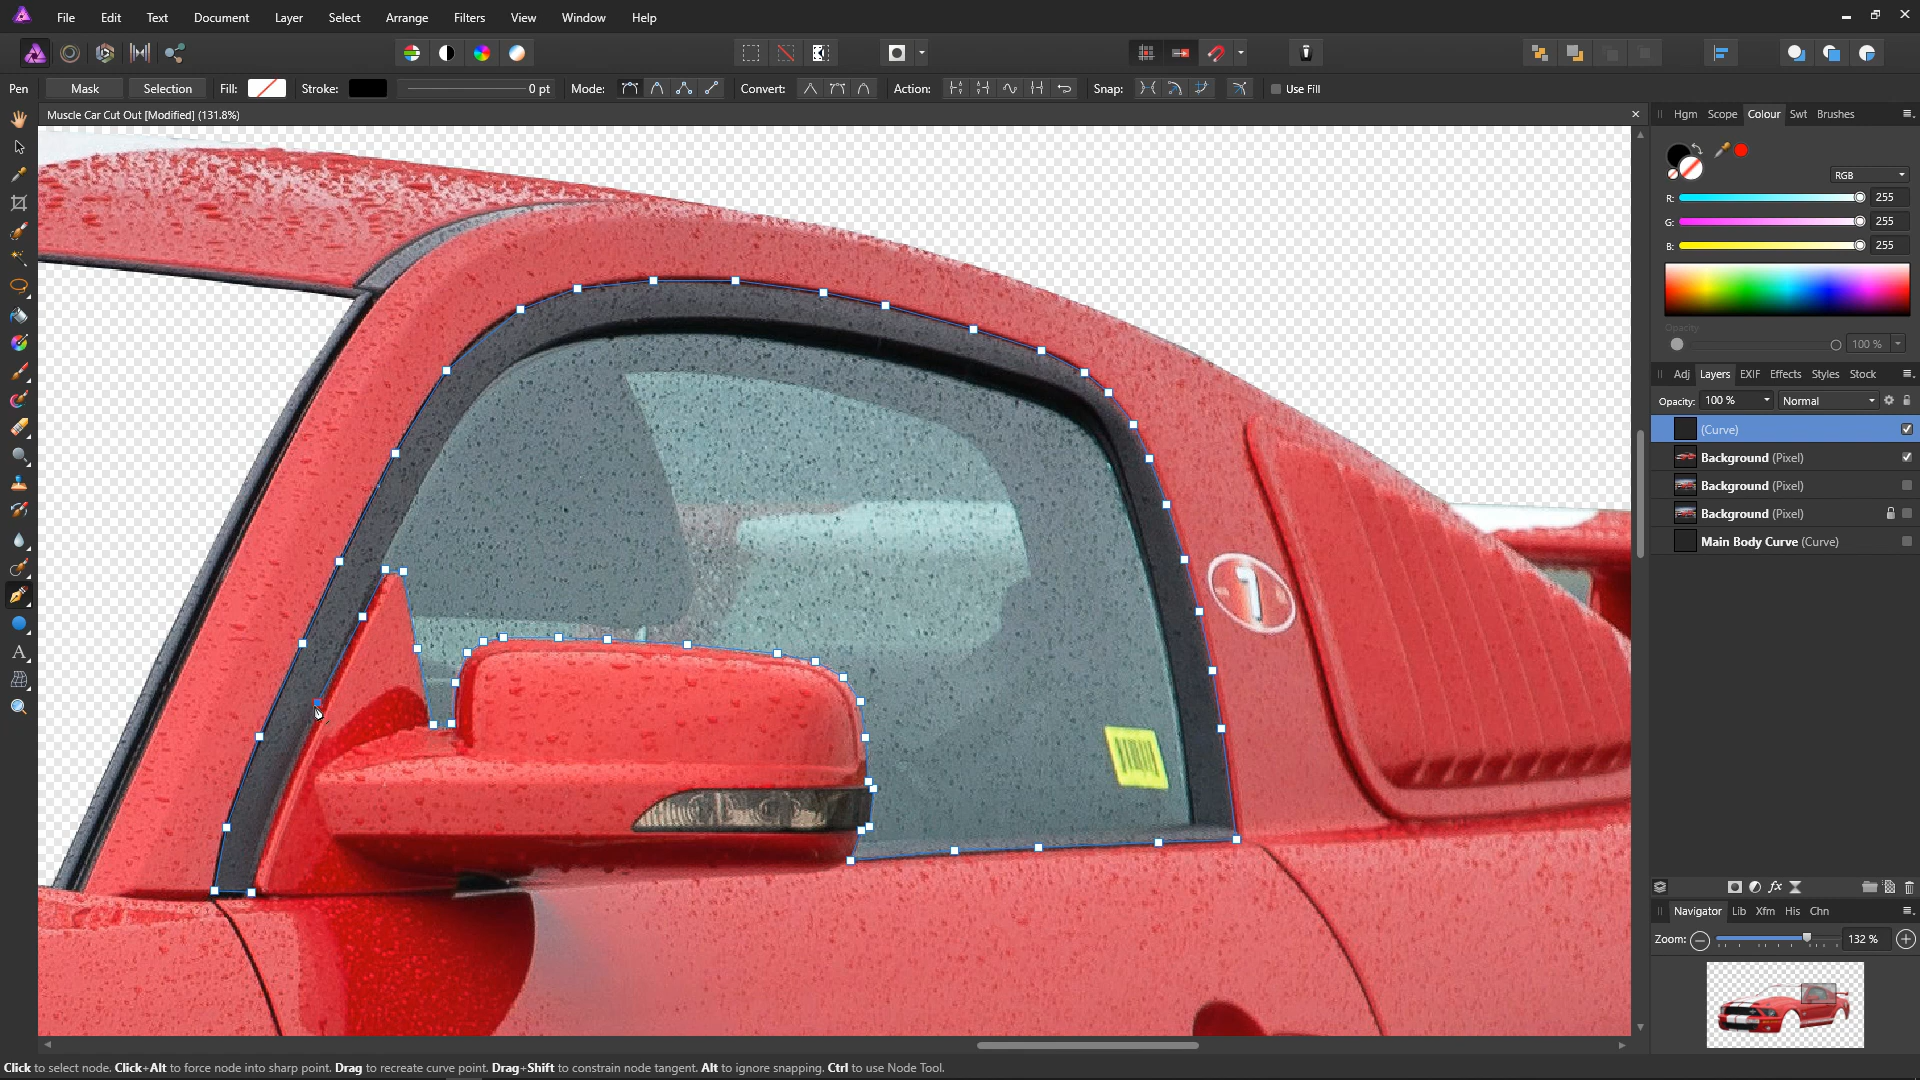 File Edit Text Document Layer Select Arrange Filters View Window Help
Pen Mask Selection Fill: Stroke: 0 pt Mode: Convert: Action: Snap: Use Fill
Muscle Car Cut Out [Modified] (131.8%)
Hgm Scope Colour Swt Brushes
RGB
R: 255
G: 255
B: 255
Opacity
100 %
Adj Layers EXIF Effects Styles Stock
Opacity: 100 % Normal
(Curve)
Background (Pixel)
Background (Pixel)
Background (Pixel)
Main Body Curve (Curve)
1
Navigator Lib Xfm His Chn
Zoom: 132 %
Click to select node. Click+Alt to force node into sharp point. Drag to recreate curve point. Drag+Shift to constrain node tangent. Alt to ignore snapping. Ctrl to use Node Tool.